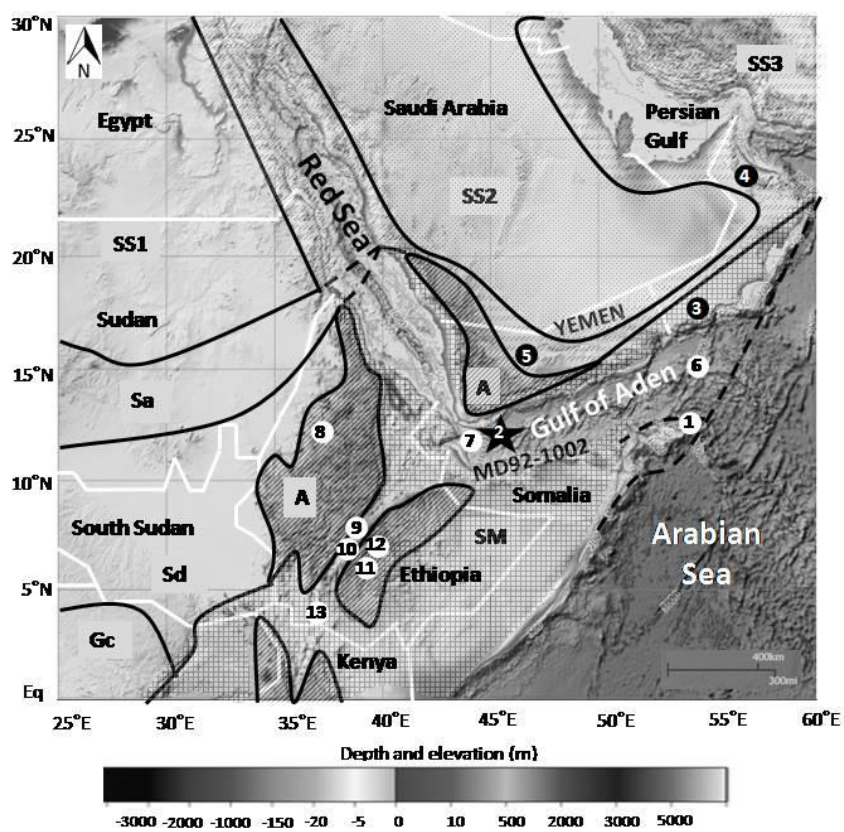 30°N
N
SS3
Saudi Arabia
Persian
Gulf
Egypt
25°N
4
Red Sea
SS2
SS1
20°N
Sudan
YEMEN
3
5
15°N
Sa
A
6
Gulf of Aden
8
7
2
1
MD92-1002
10°N
A
Somalia
South Sudan
9
SM
Arabian
Sea
10
12
11
Ethiopia
Sd
5°N
13
Gc
Kenya
400km
300mi
Eq
25°E
30°E
35°E
40°E
45°E
50°E
55°E
60°E
Depth and elevation (m)
-3000
-2000
-1000
-150
-20
-5
0
10
500
2000
3000
5000